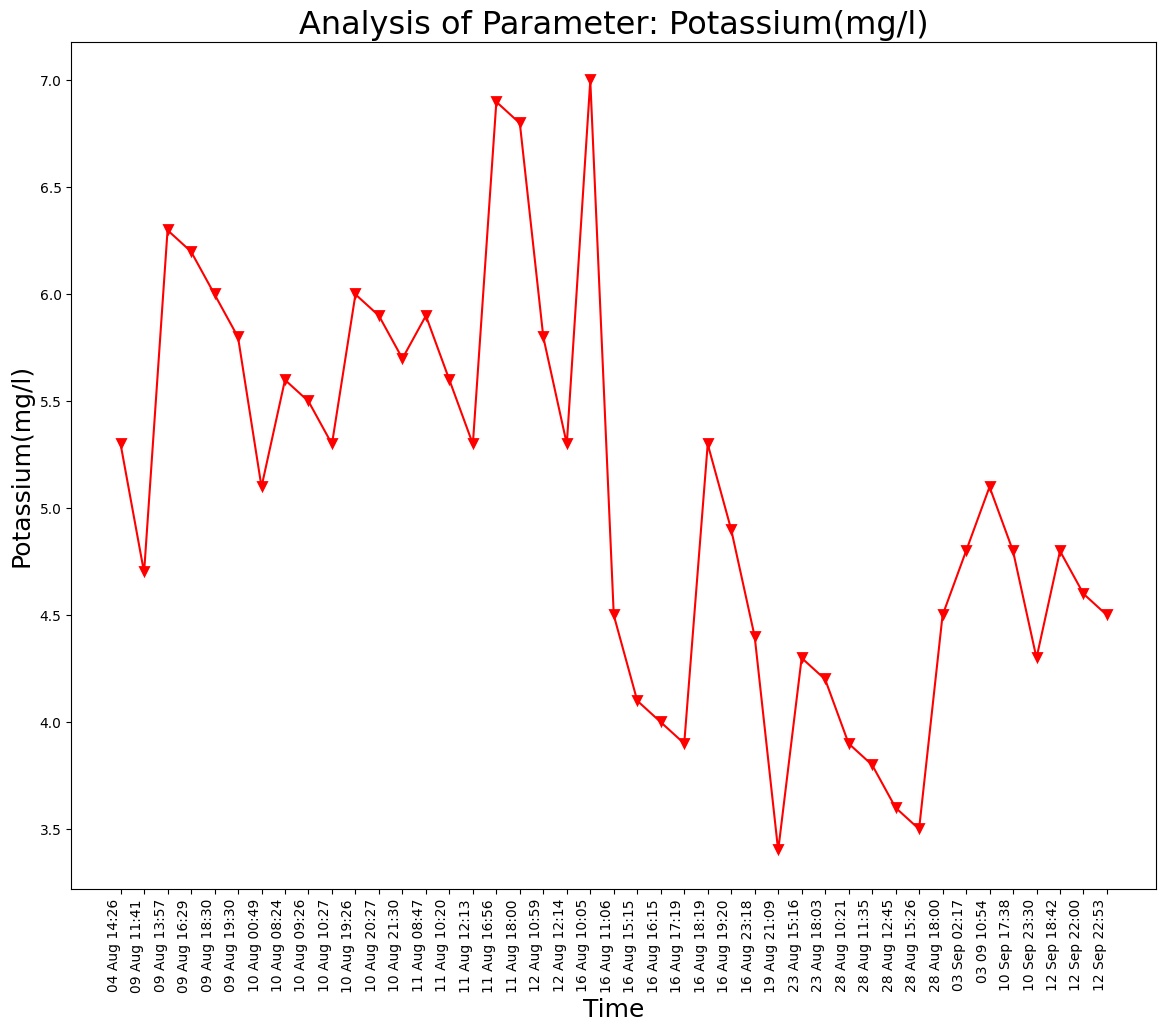 Analysis of Parameter: Potassium(mg/l)
7.0
6.5
6.0
5.5
5.0
4.5
4.0
3.5
Potassium(mg/l)
04 Aug 14:26
09 Aug 11:41
09 Aug 13:57
09 Aug 16:29
09 Aug 18:30
09 Aug 19:30
10 Aug 00:49
10 Aug 08:24
10 Aug 09:26
10 Aug 10:27
10 Aug 19:26
10 Aug 20:27
10 Aug 21:30
11 Aug 08:47
11 Aug 10:20
11 Aug 12:13
11 Aug 16:56
11 Aug 18:00
12 Aug 10:59
12 Aug 12:14
16 Aug 10:05
16 Aug 11:06
16 Aug 15:15
16 Aug 16:15
16 Aug 17:19
16 Aug 18:19
16 Aug 19:20
16 Aug 23:18
19 Aug 21:09
23 Aug 15:16
23 Aug 18:03
28 Aug 10:21
28 Aug 11:35
28 Aug 12:45
28 Aug 15:26
28 Aug 18:00
03 Sep 02:17
03 09 10:54
10 Sep 17:38
10 Sep 23:30
12 Sep 18:42
12 Sep 22:00
12 Sep 22:53
Time